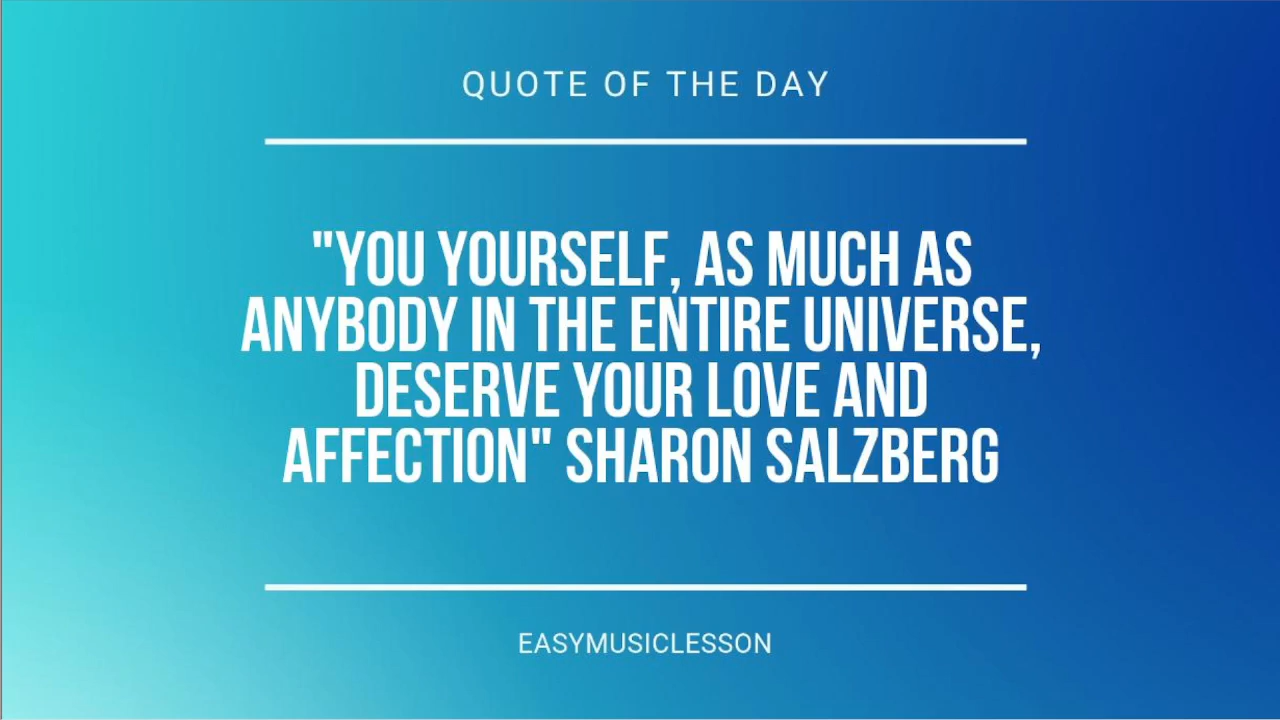 QUOTE OF THE DAY
"YOU YOURSELF, AS MUCH AS
ANYBODY IN THE ENTIRE UNIVERSE,
DESERVE YOUR LOVE AND
AFFECTION" SHARON SALZBERG
EASYMUSICLESSON